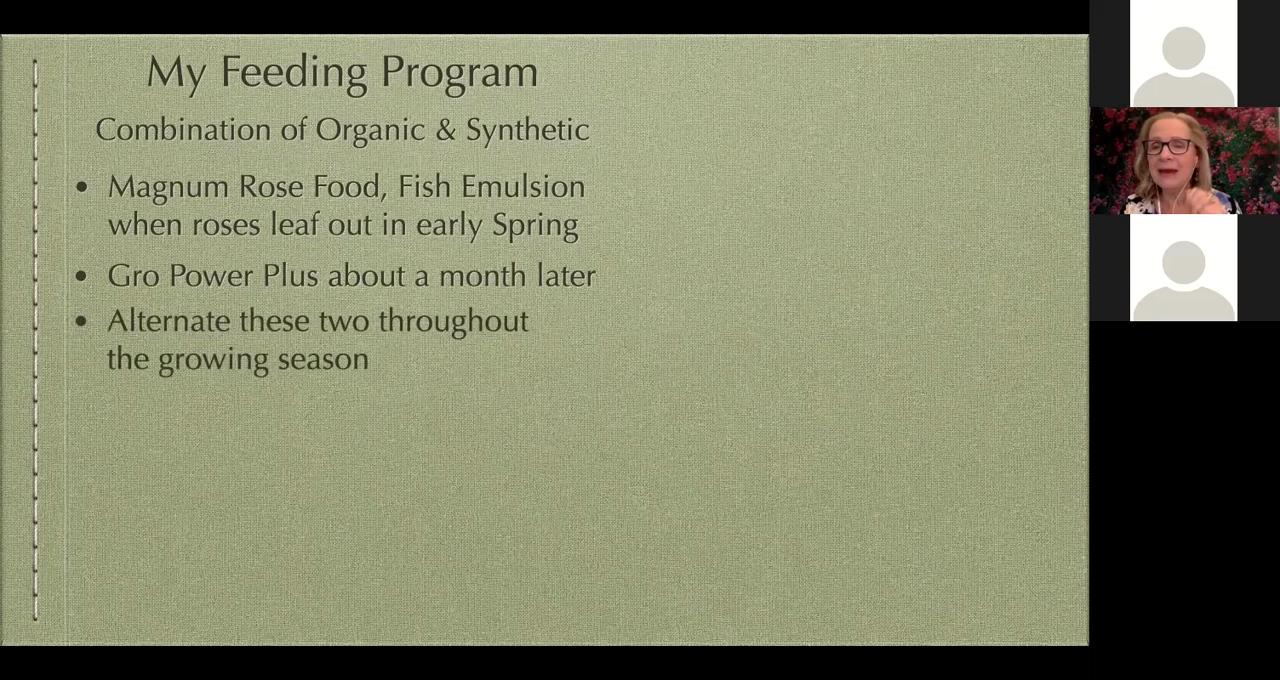 My Feeding Program
Combination of Organic & Synthetic
• Magnum Rose Food, Fish Emulsion
when roses leaf out in early Spring
• Gro Power Plus about a month later
• Alternate these two throughout
the growing season